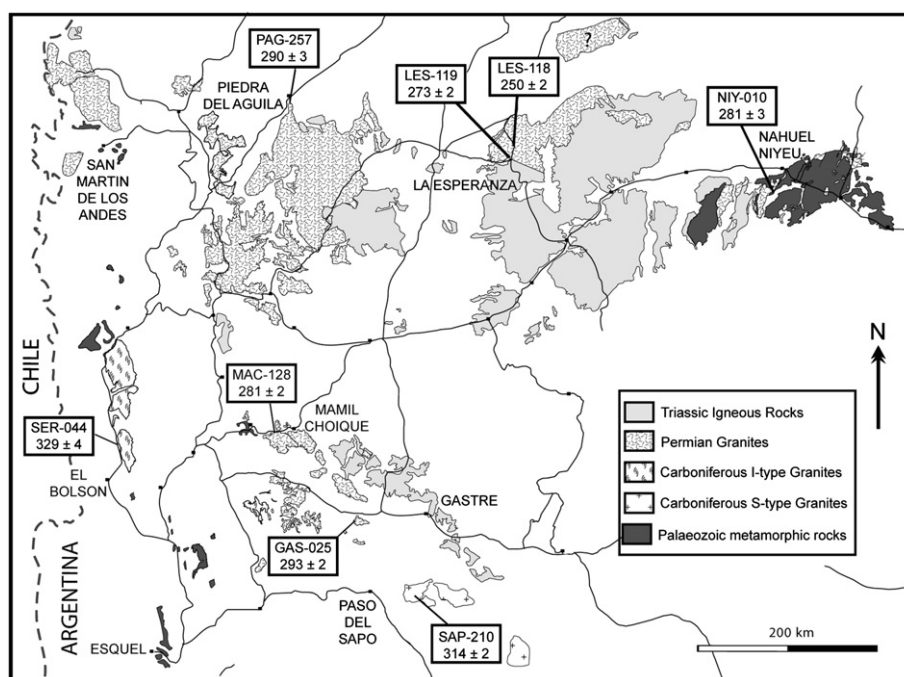 PAG-257
290 ± 3
PIEDRA
DEL AGUILA
LES-119
273 ± 2
LES-118
250 ± 2
?
NIY-010
281 ± 3
NAHUEL
NIYEU
SAN
MARTIN
DE LOS
ANDES
LA ESPERANZA
CHILE
ARGENTINA
MAC-128
281 ± 2
MAMIL
CHOIQUE
SER-044
329 ± 4
EL
BOLSON
GASTRE
GAS-025
293 ± 2
PASO
DEL
SAPO
SAP-210
314 ± 2
ESQUEL
N
Triassic Igneous Rocks
Permian Granites
Carboniferous I-type Granites
Carboniferous S-type Granites
Palaeozoic metamorphic rocks
200 km